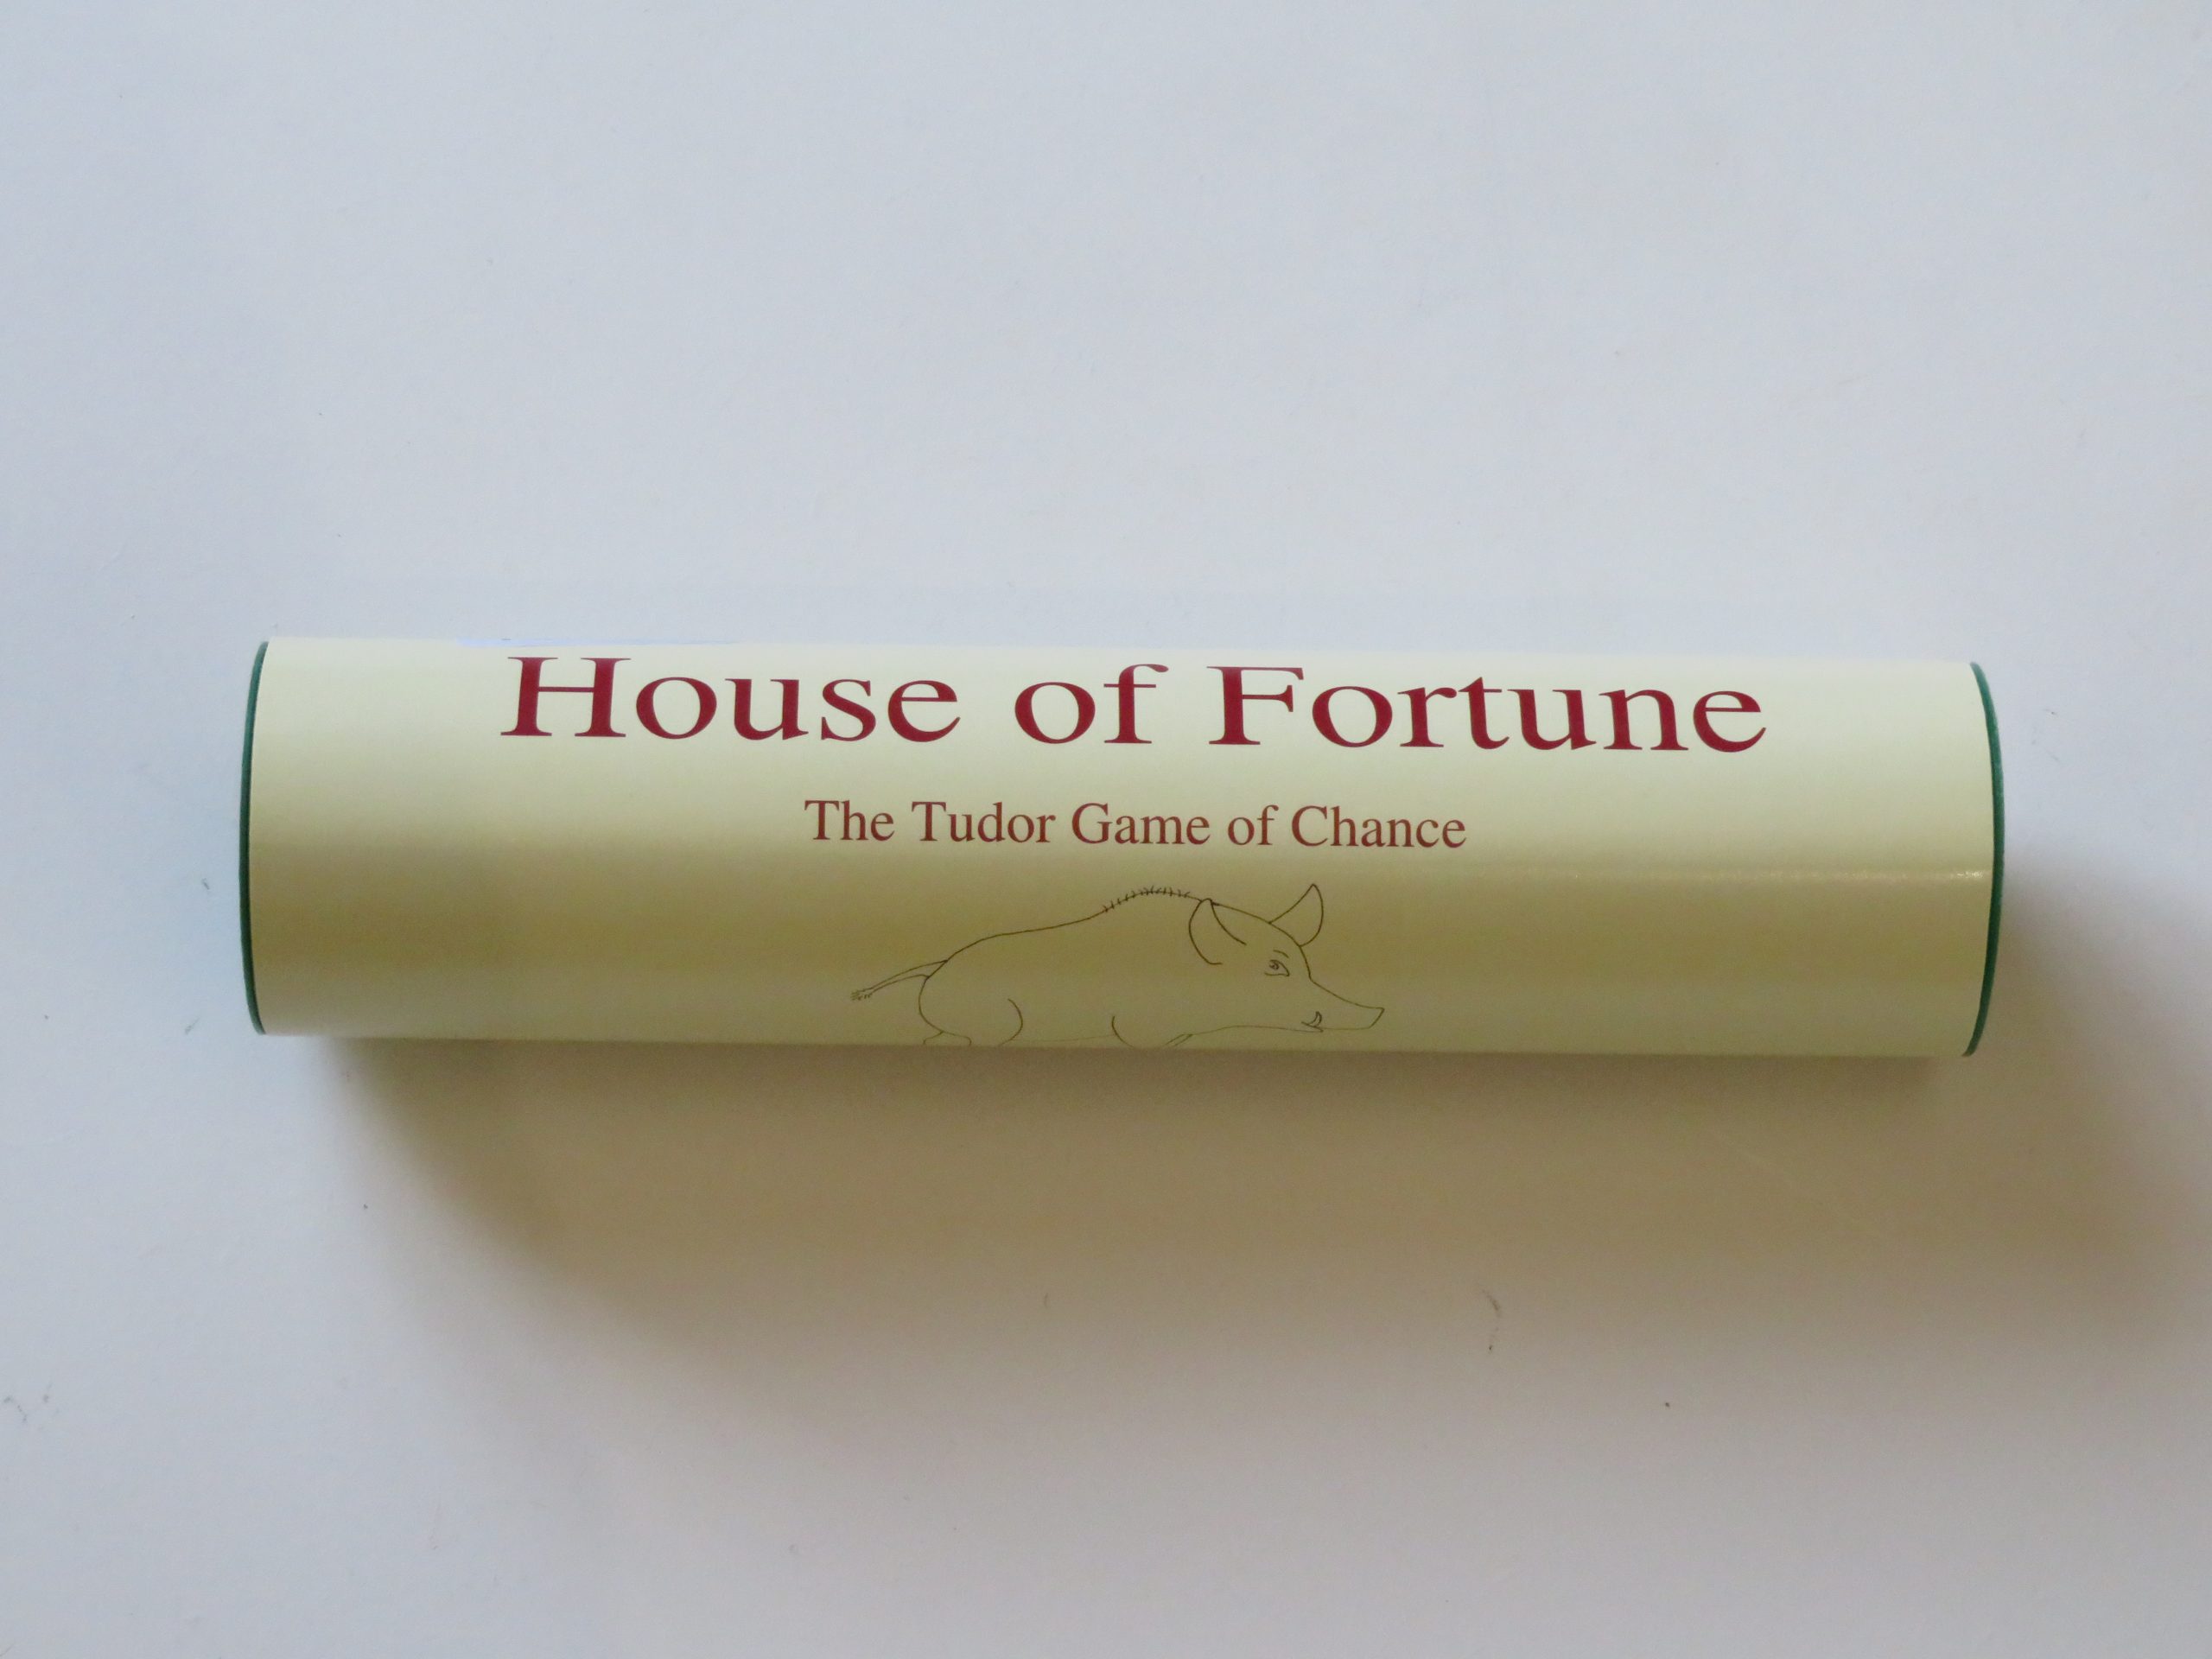 House of Fortune
The Tudor Game of Chance